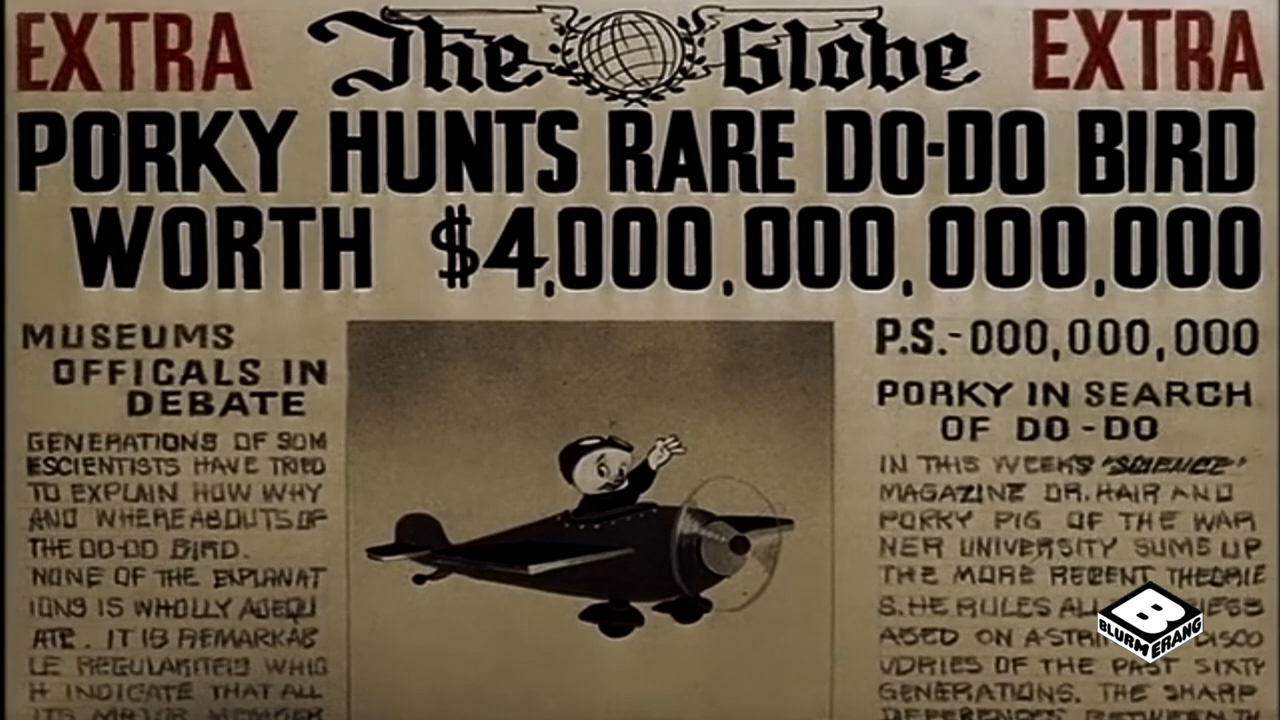 EXTRA The Globe EXTRA
PORKY HUNTS RARE DO-DO BIRD
WORTH $4,000,000,000,000
MUSEUMS
OFFICALS IN
DEBATE
GENERATIONS OF SOM
ESCIENTISTS HAVE TRIED
TO EXPLAIN HOW WHY
AND WHEREABOUTS OF
THE DO-DO BIRD.
NONE OF THE EXPLANAT
IONS IS WHOLLY ADEQU
ATE. IT IS REMARKAB
LE REGULARITIES WHIC
H INDICATE THAT ALL
ITS MAJOR MEMBER
P.S.-000,000,000
PORKY IN SEARCH
OF DO-DO
IN THIS WEEKS "SCIENCE"
MAGAZINE DR. HAIR AND
PORKY PIG OF THE WAR
NER UNIVERSITY SUMS UP
THE MORE RECENT THEORIE
S. HE RULES ALL
ASED ON A STRI DISCO
VDRIES OF THE PAST SIXTY
GENERATIONS. THE SHARP
BLURMERANG